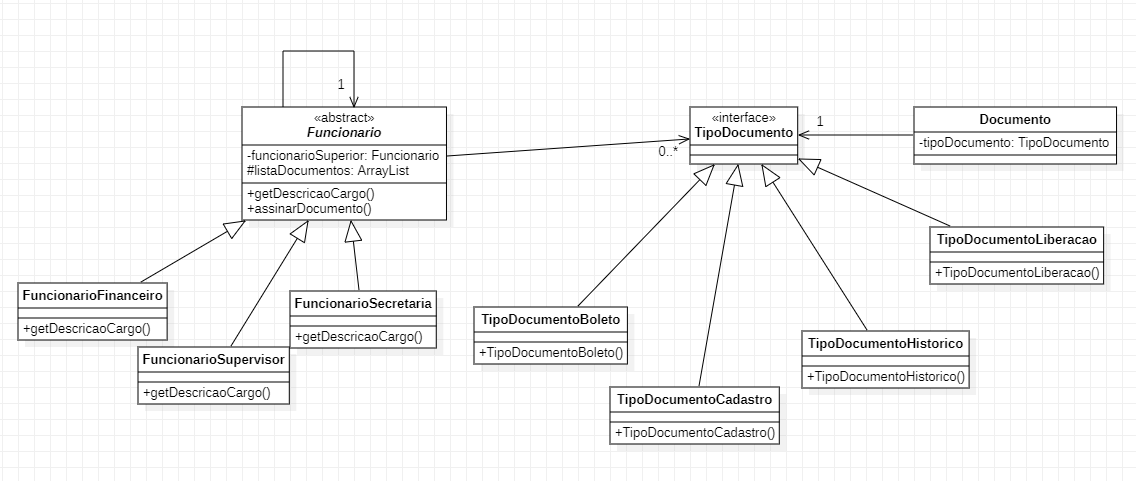 1
«abstract»
Funcionario
-funcionarioSuperior: Funcionario
#listaDocumentos: ArrayList
+getDescricaoCargo()
+assinarDocumento()
0..*
«interface»
TipoDocumento
1
Documento
-tipoDocumento: TipoDocumento
FuncionarioFinanceiro
+getDescricaoCargo()
FuncionarioSupervisor
+getDescricaoCargo()
FuncionarioSecretaria
+getDescricaoCargo()
TipoDocumentoBoleto
+TipoDocumentoBoleto()
TipoDocumentoCadastro
+TipoDocumentoCadastro()
TipoDocumentoHistorico
+TipoDocumentoHistorico()
TipoDocumentoLiberacao
+TipoDocumentoLiberacao()